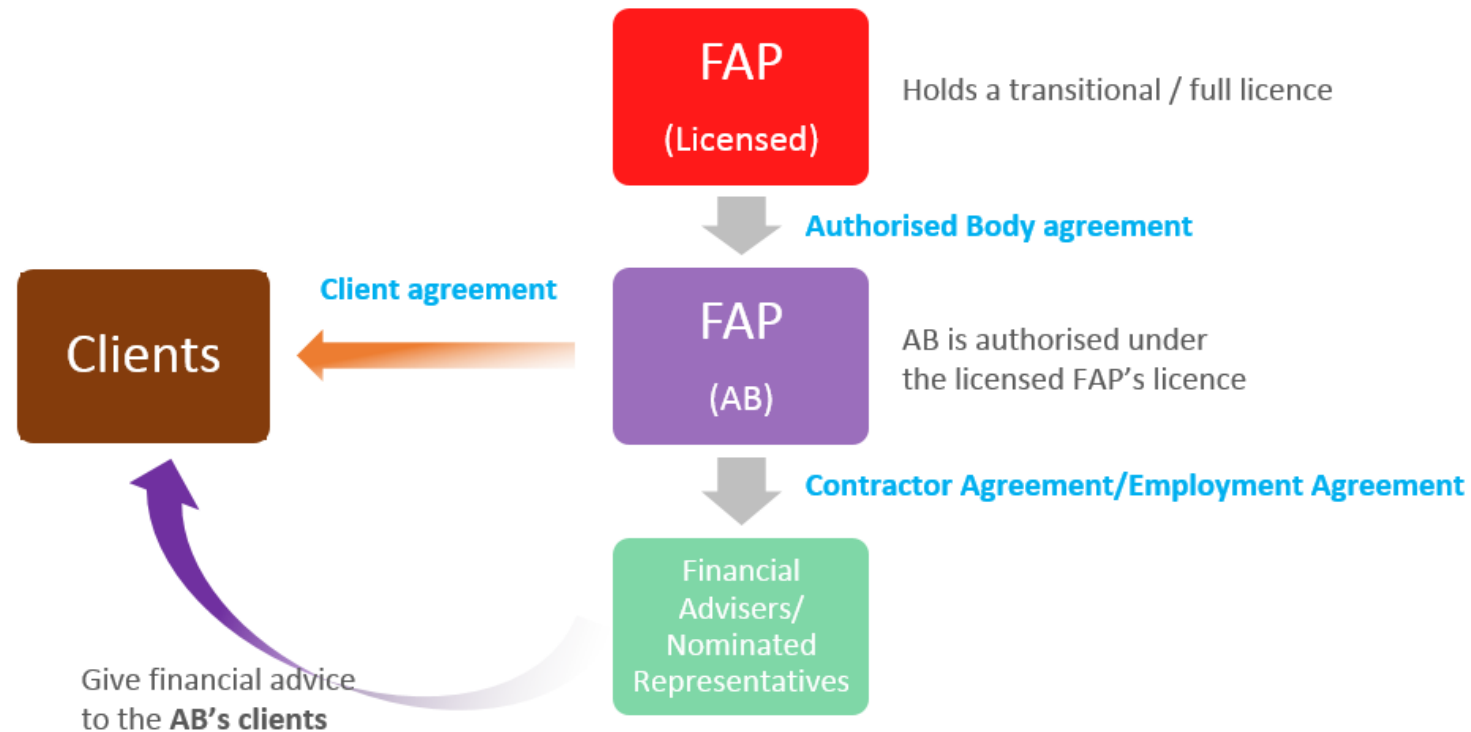 FAP
(Licensed)
Holds a transitional / full licence
Authorised Body agreement
Client agreement
Clients
FAP
(AB)
AB is authorised under
the licensed FAP's licence
Contractor Agreement/Employment Agreement
Financial
Advisers/
Nominated
Representatives
Give financial advice
to the AB's clients